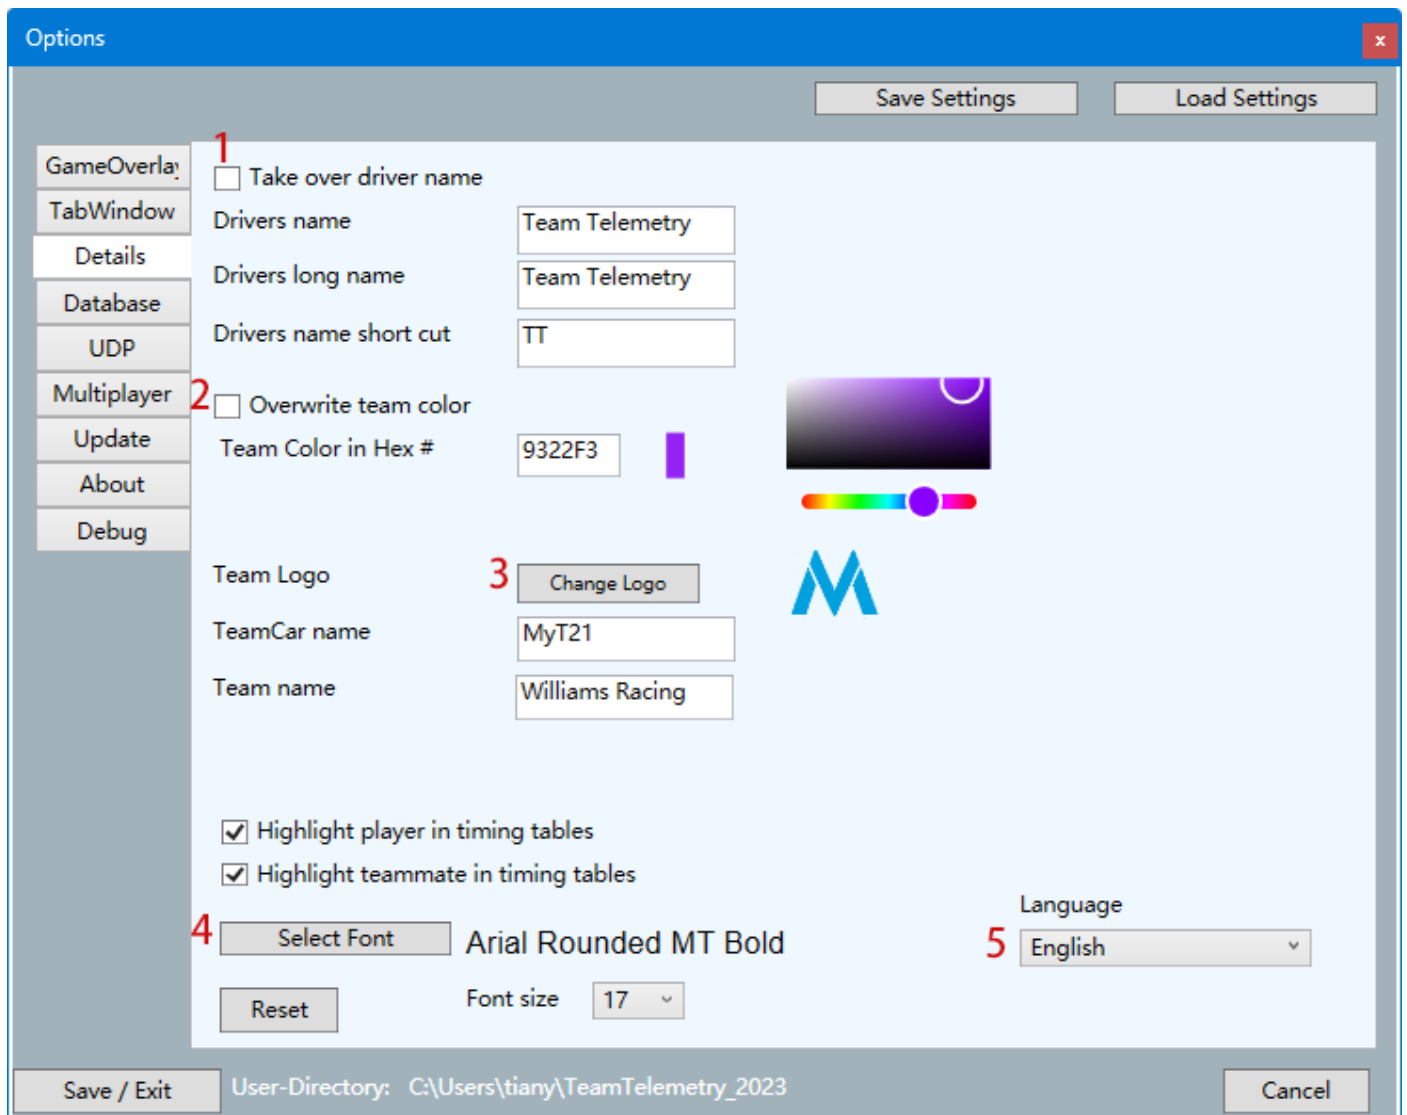 Options
x
Save Settings
Load Settings
GameOverlay
TabWindow
Details
Database
UDP
Multiplayer
Update
About
Debug
1
Take over driver name
Drivers name
Team Telemetry
Drivers long name
Team Telemetry
Drivers name short cut
TT
2
Overwrite team color
Team Color in Hex #
9322F3
Team Logo
3
Change Logo
TeamCar name
MyT21
Team name
Williams Racing
Highlight player in timing tables
Highlight teammate in timing tables
4
Select Font
Arial Rounded MT Bold
Language
5
English
Reset
Font size
17
Save / Exit
User-Directory: C:\Users\tiany\TeamTelemetry_2023
Cancel